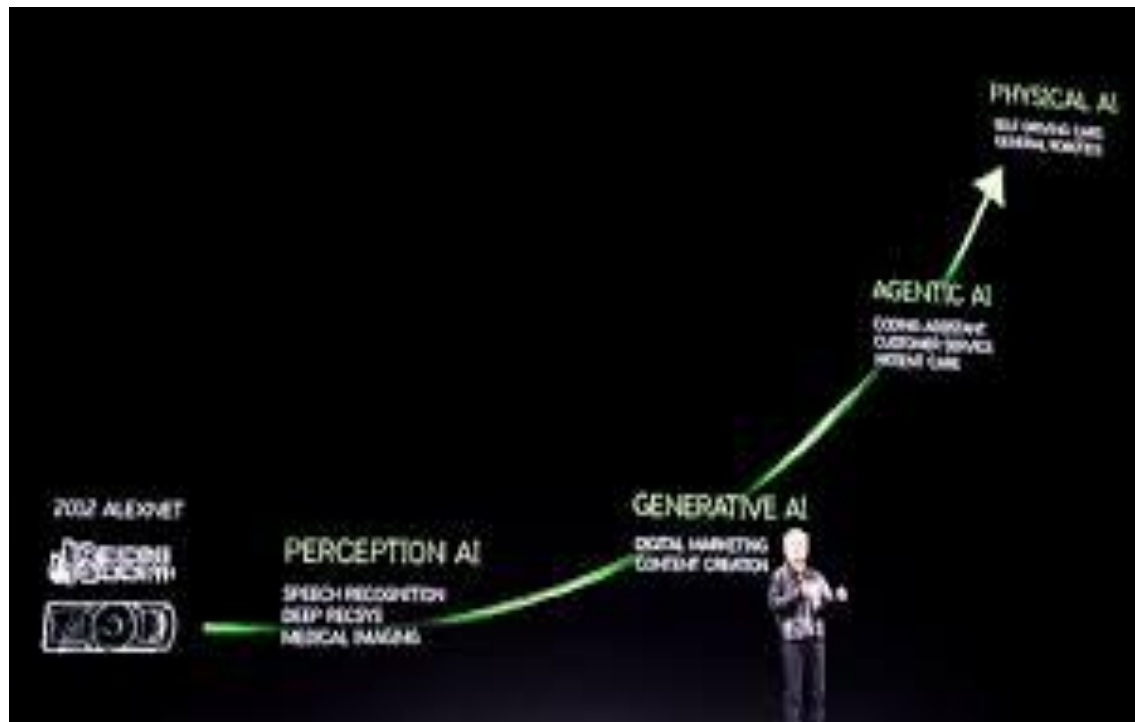 2012 ALEXNET
PERCEPTION AI
SPEECH RECOGNITION
DEEP RECSYS
MEDICAL IMAGING
GENERATIVE AI
DIGITAL MARKETING
CONTENT CREATION
AGENTIC AI
CODING ASSISTANT
CUSTOMER SERVICE
PATIENT CARE
PHYSICAL AI
SELF-DRIVING CARS
GENERAL ROBOTICS